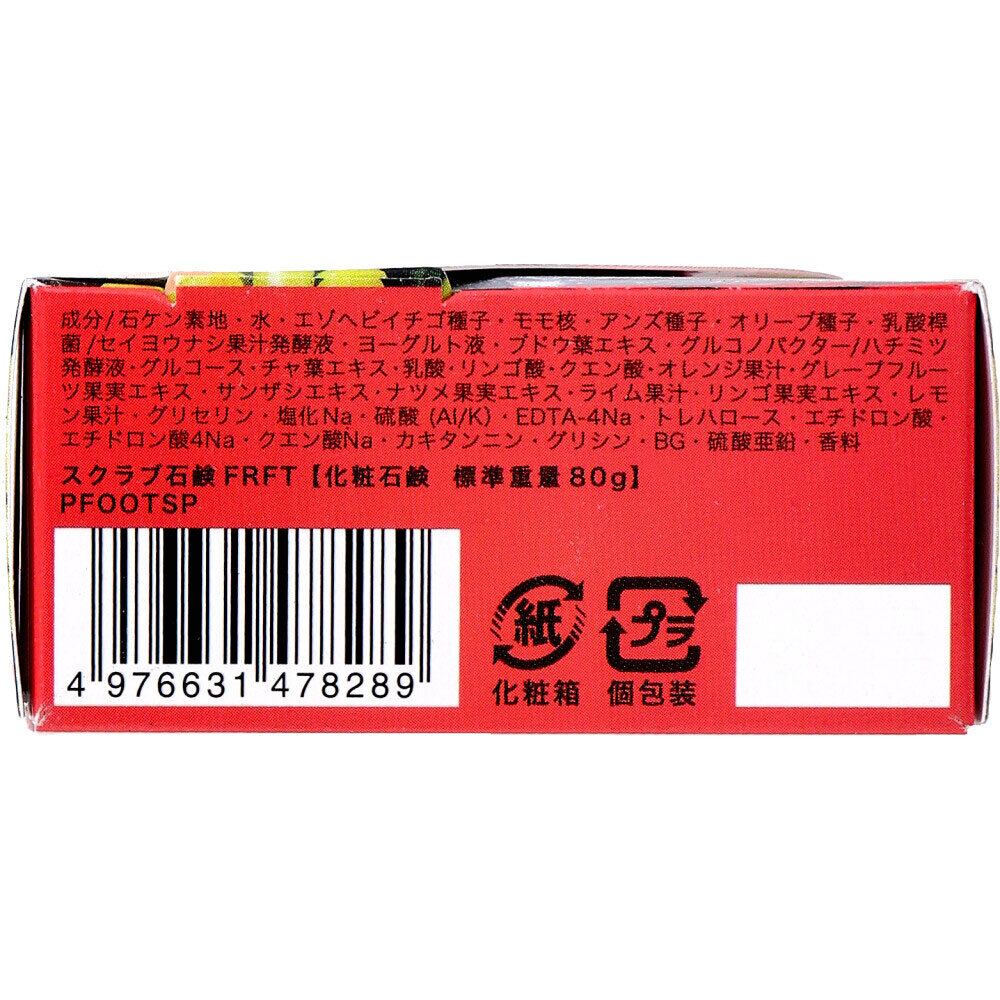 成分/石ケン素地・水・エゾヘビイチゴ種子・モモ核・アンズ種子・オリーブ種子・乳酸桿
菌/セイヨウナシ果汁発酵液・ヨーグルト液・ブドウ葉エキス・グルコノバクター/ハチミツ
発酵液・グルコース・チャ葉エキス・乳酸・リンゴ酸・クエン酸・オレンジ果汁・グレープフルー
ツ果実エキス・サンザシエキス・ナツメ果実エキス・ライム果汁・リンゴ果実エキス・レモ
ン果汁・グリセリン・塩化Na・硫酸(Al/K)・EDTA-4Na・トレハロース・エチドロン酸・
エチドロン酸4Na・クエン酸Na・カキタンニン・グリシン・BG・硫酸亜鉛・香料
スクラブ石鹸FRFT【化粧石鹸 標準重量80g】
PFOOTSP
4 976631 478289
紙
化粧箱
プラ
個包装